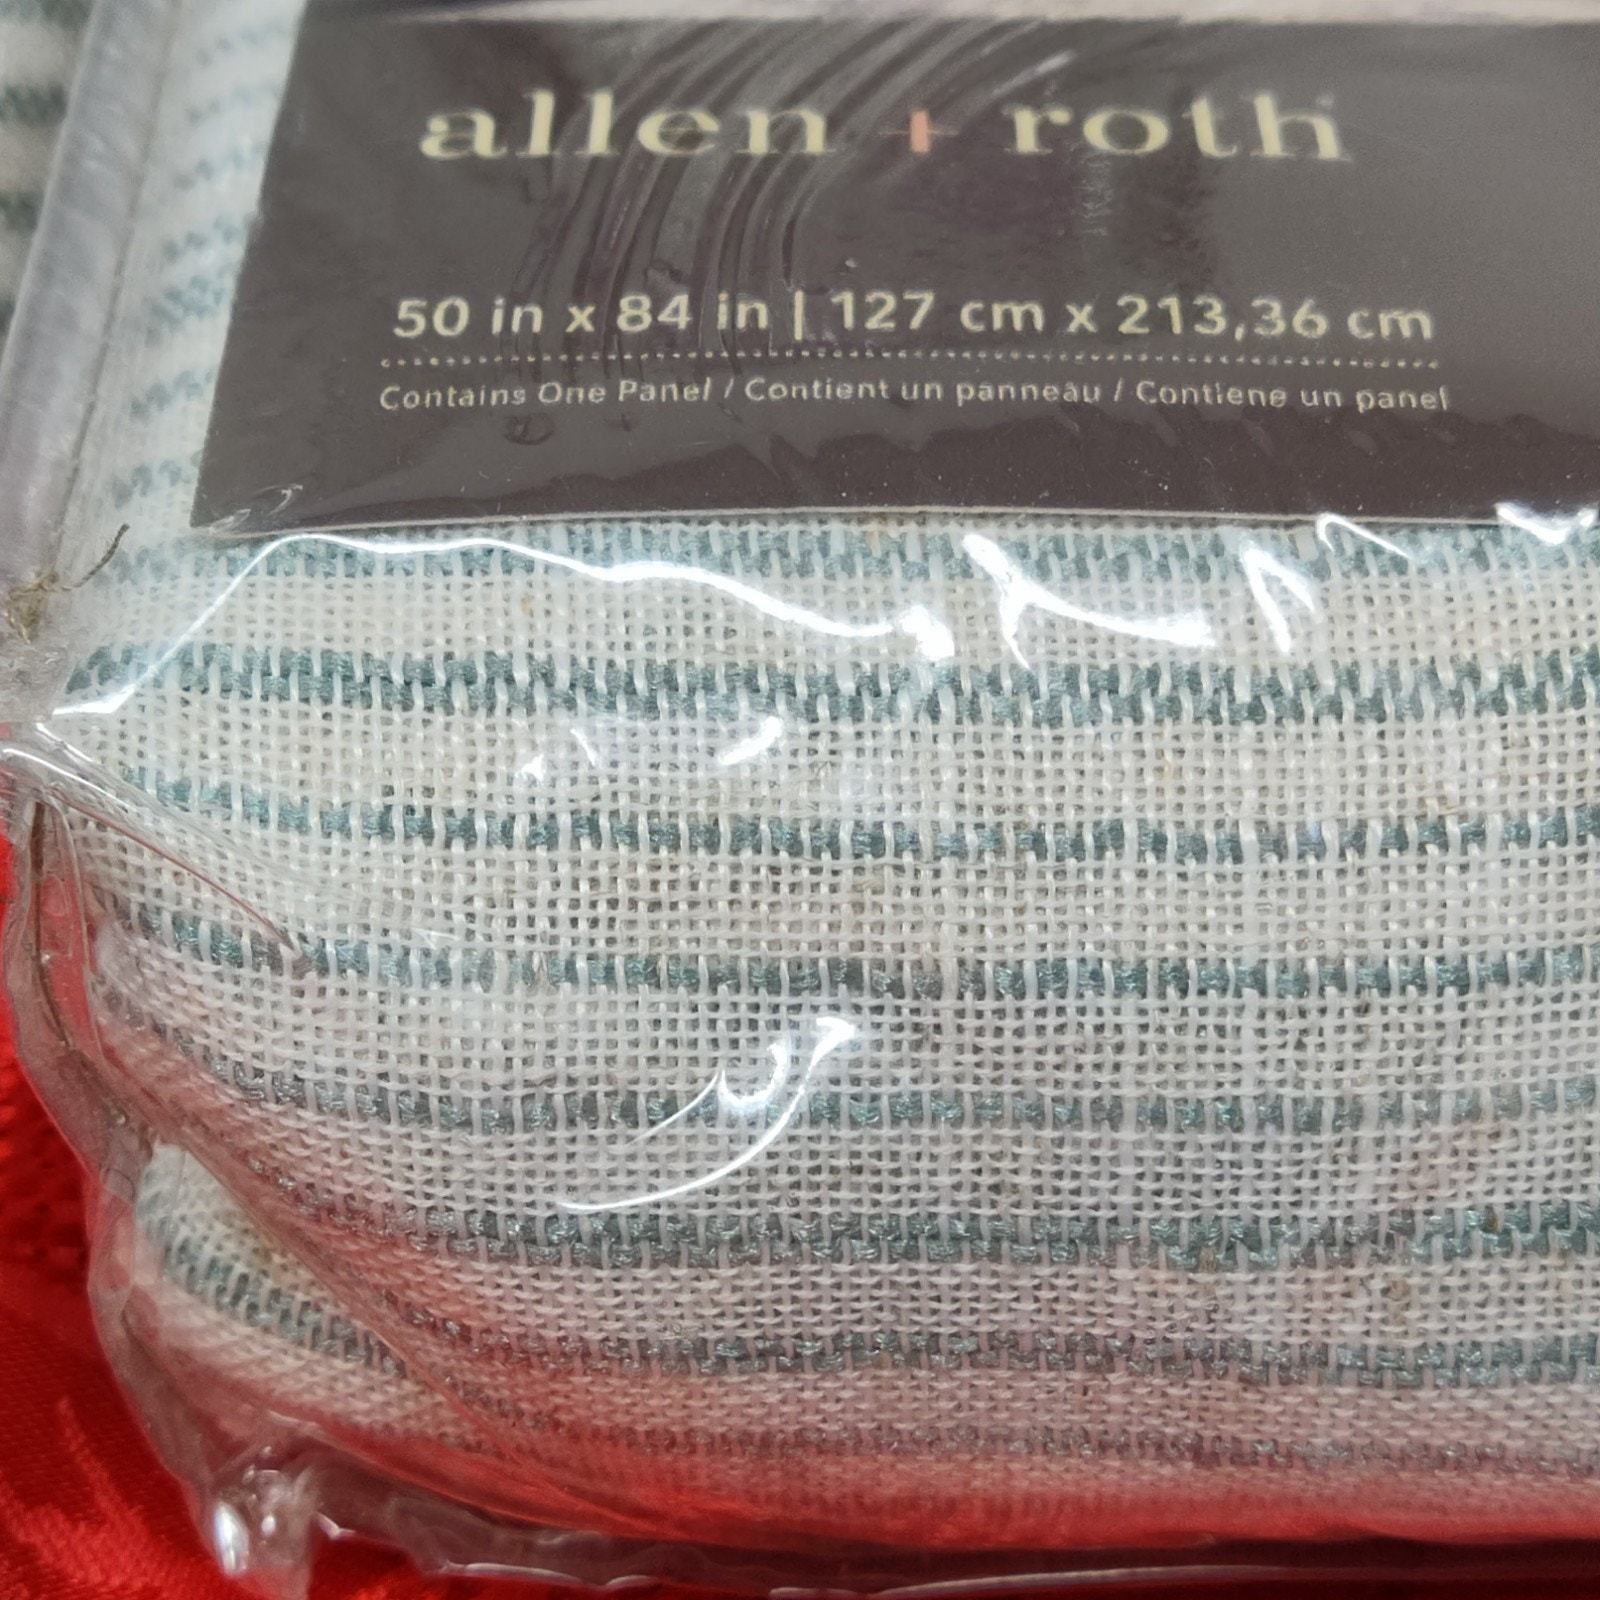 allen + roth
50 in x 84 in | 127 cm x 213,36 cm
Contains One Panel / Contient un panneau / Contiene un panel